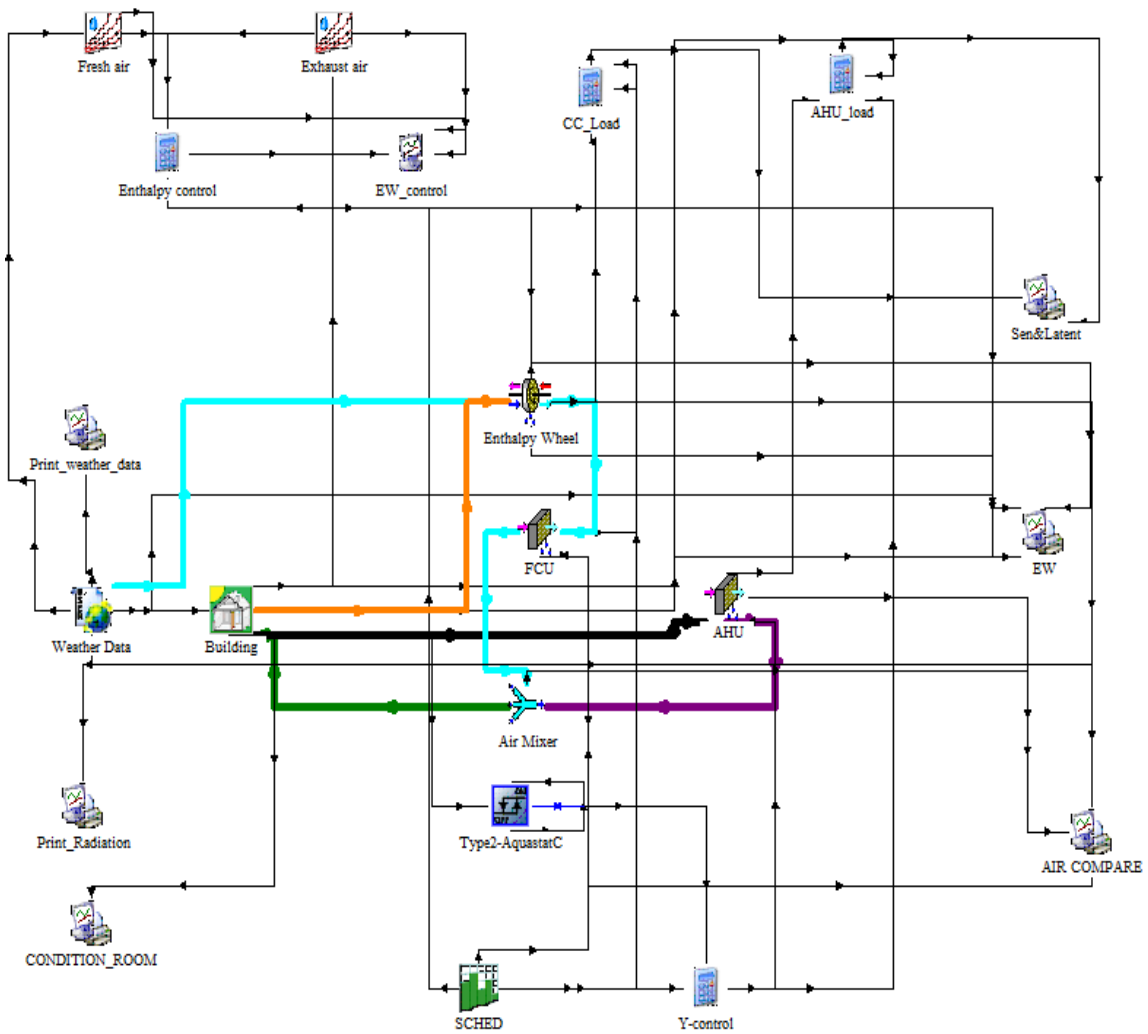 Fresh air
Exhaust air
CC_Load
AHU_load
Enthalpy control
EW_control
Sen&Latent
Enthalpy Wheel
Print_weather_data
FCU
EW
Weather Data
Building
AHU
Air Mixer
Print_Radiation
Type2-AquastatC
AIR COMPARE
CONDITION_ROOM
SCHED
Y-control